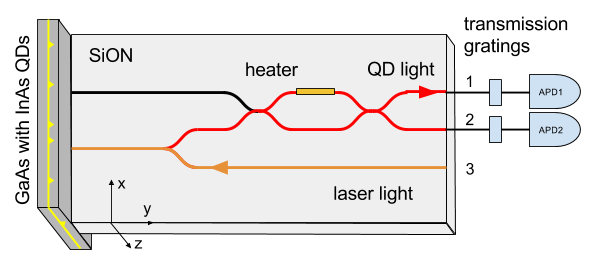 transmission
gratings
SiON
heater
QD light
1
APD1
2
APD2
3
laser light
x
y
z
GaAs with InAs QDs